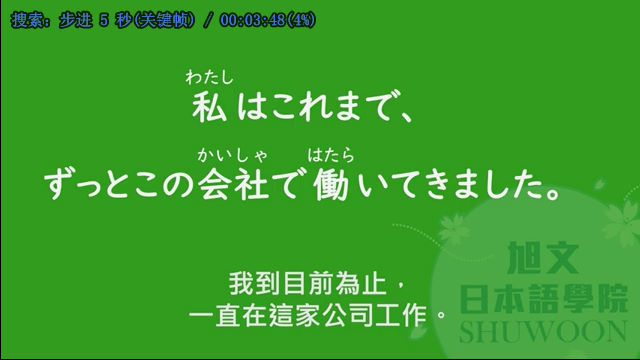 搜索: 步进 5 秒(关键帧) / 00:03:48(4%)
わたし
私はこれまで、
かいしゃ はたら
ずっとこの会社で働いてきました。
我到目前為止，
一直在這家公司工作。
旭文
日本語學院
SHUWOON